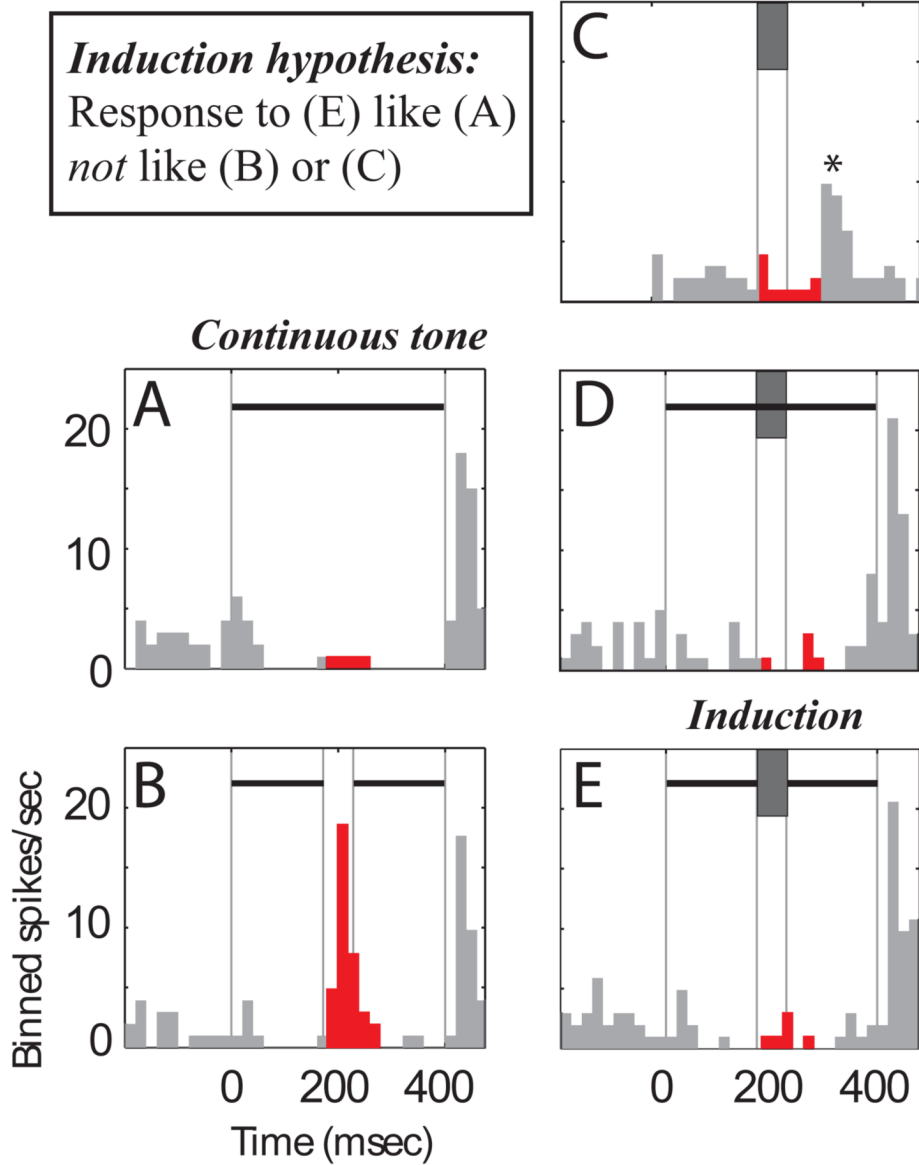 Induction hypothesis:
Response to (E) like (A)
not like (B) or (C)
C
*
Continuous tone
A
20
10
0
D
Induction
B
20
10
0
0
200
400
Time (msec)
Binned spikes/sec
E
0
200
400